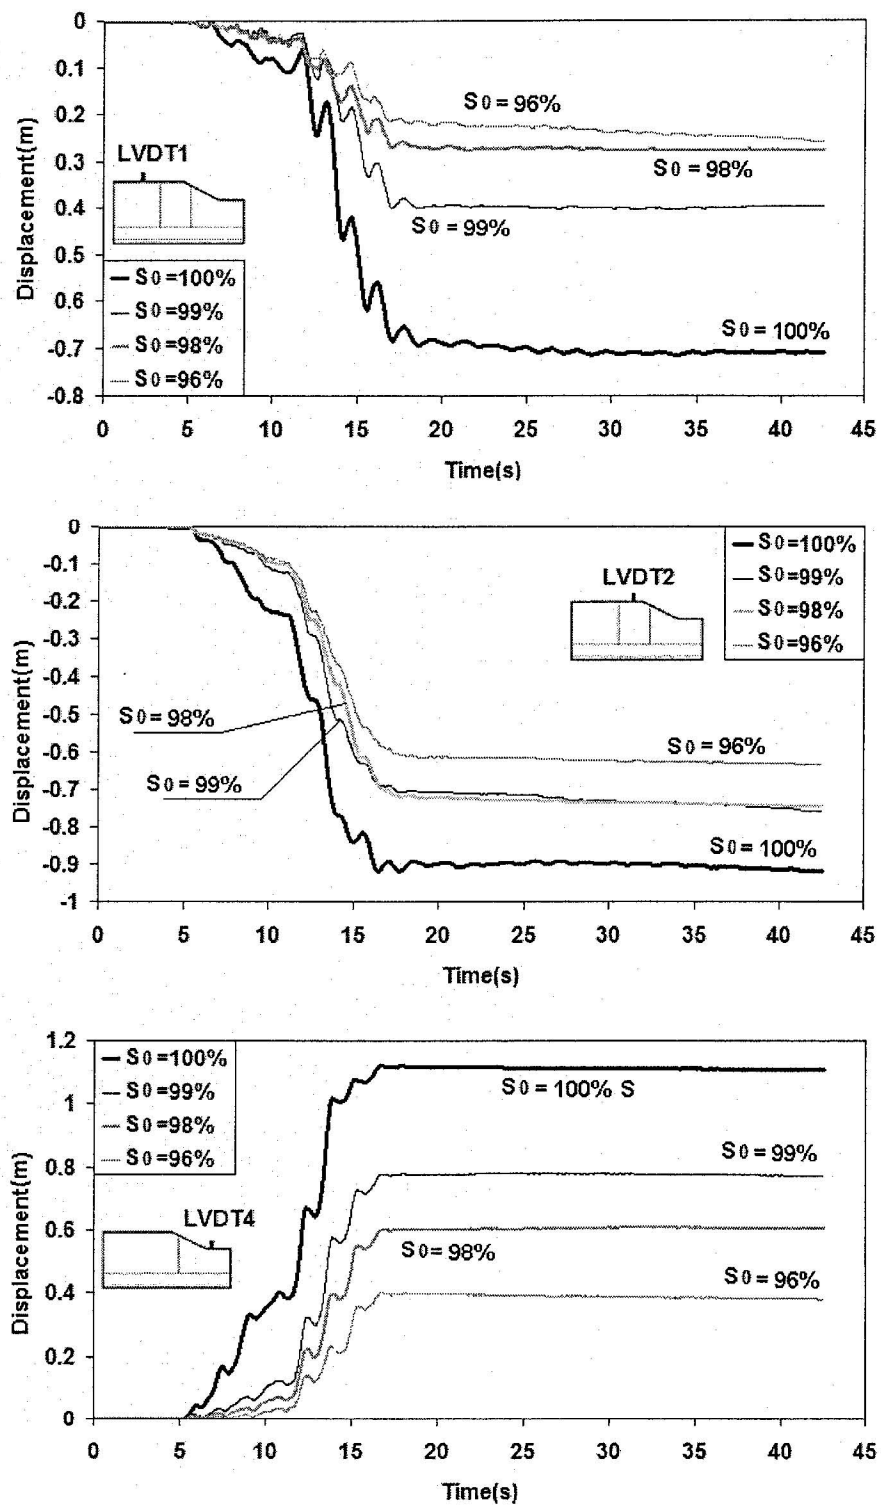 0
0.1
0.2
0.3
0.4
0.5
0.6
-0.7
-0.8
Displacement(m)
LVDT1
S0=100%
S0=99%
S0=98%
S0=96%
S0=96%
S0=98%
S0=99%
S0=100%
0 5 10 15 20 25 30 35 40 45
Time(s)
0
-0.1
-0.2
-0.3
-0.4
-0.5
-0.6
-0.7
-0.8
-0.9
-1
Displacement(m)
LVDT2
S0=100%
S0=99%
S0=98%
S0=96%
S0=98%
S0=99%
S0=96%
S0=100%
0 5 10 15 20 25 30 35 40 45
Time(s)
1.2
1
0.8
0.6
0.4
0.2
0
Displacement(m)
S0=100%
S0=99%
S0=98%
S0=96%
LVDT4
S0=100% S
S0=99%
S0=98%
S0=96%
0 5 10 15 20 25 30 35 40 45
Time(s)